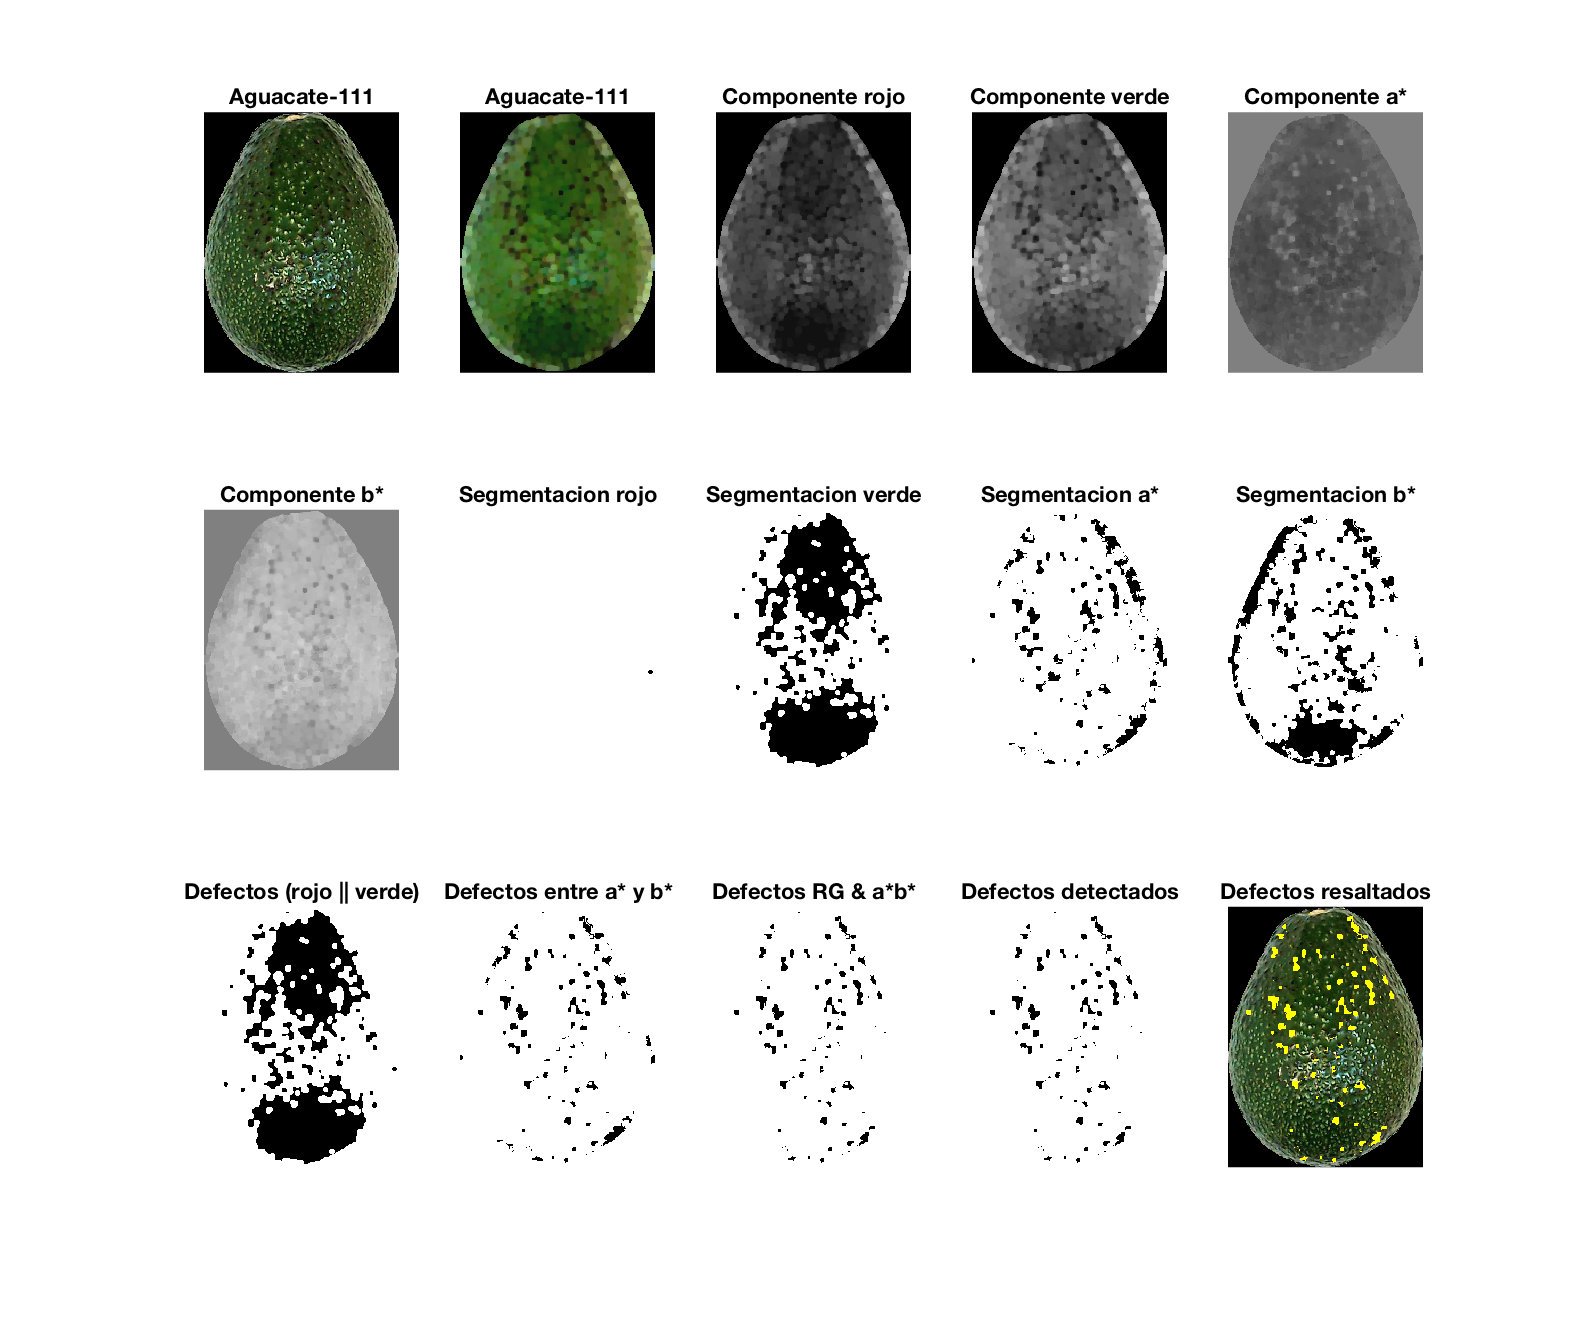 Aguacate-111
Aguacate-111
Componente rojo
Componente verde
Componente a*
Componente b*
Segmentacion rojo
Segmentacion verde
Segmentacion a*
Segmentacion b*
Defectos (rojo || verde)
Defectos entre a* y b*
Defectos RG & a*b*
Defectos detectados
Defectos resaltados